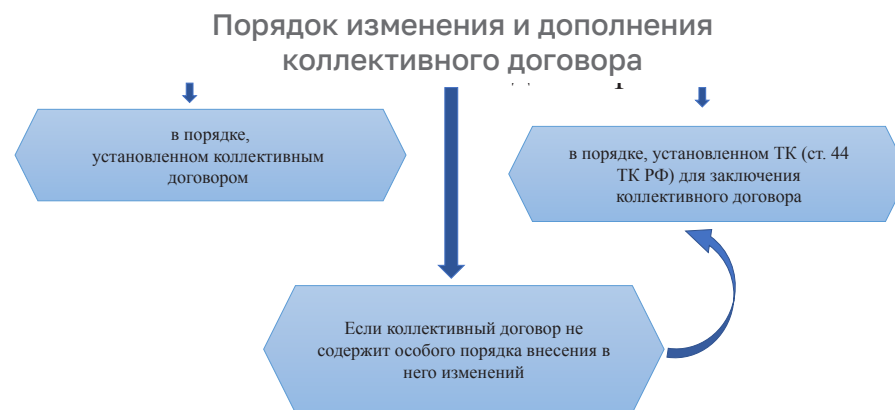 Порядок изменения и дополнения
коллективного договора
в порядке,
установленном коллективным
договором
в порядке, установленном ТК (ст. 44
ТК РФ) для заключения
коллективного договора
Если коллективный договор не
содержит особого порядка внесения в
него изменений